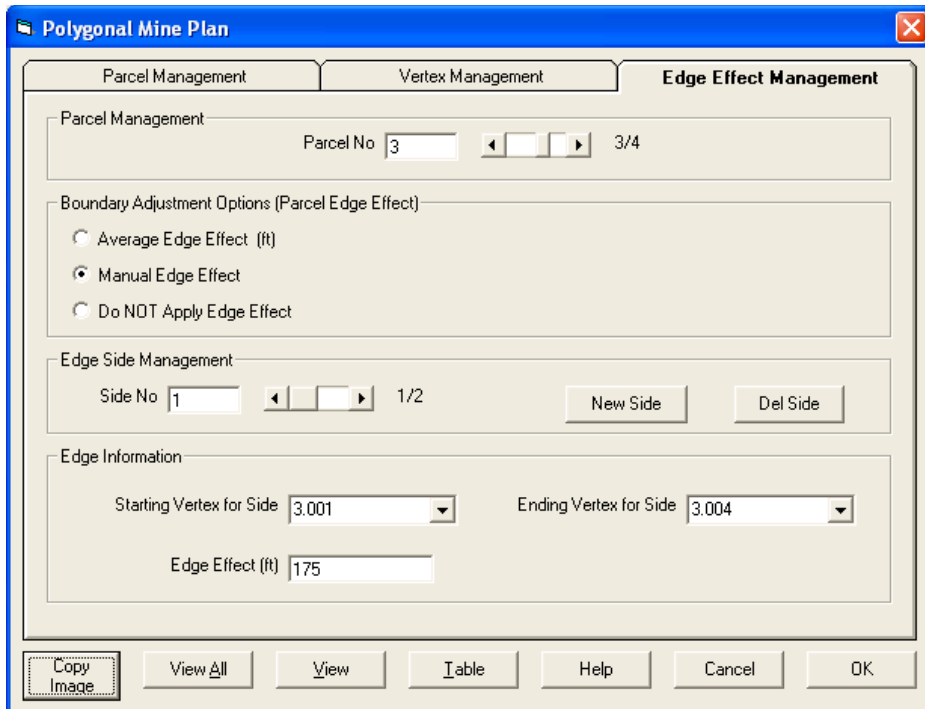 Polygonal Mine Plan
Parcel Management Vertex Management Edge Effect Management
Parcel Management
Parcel No 3 3/4
Boundary Adjustment Options (Parcel Edge Effect)
Average Edge Effect (ft)
Manual Edge Effect
Do NOT Apply Edge Effect
Edge Side Management
Side No 1 1/2 New Side Del Side
Edge Information
Starting Vertex for Side 3.001 Ending Vertex for Side 3.004
Edge Effect (ft) 175
Copy Image View All View Table Help Cancel OK